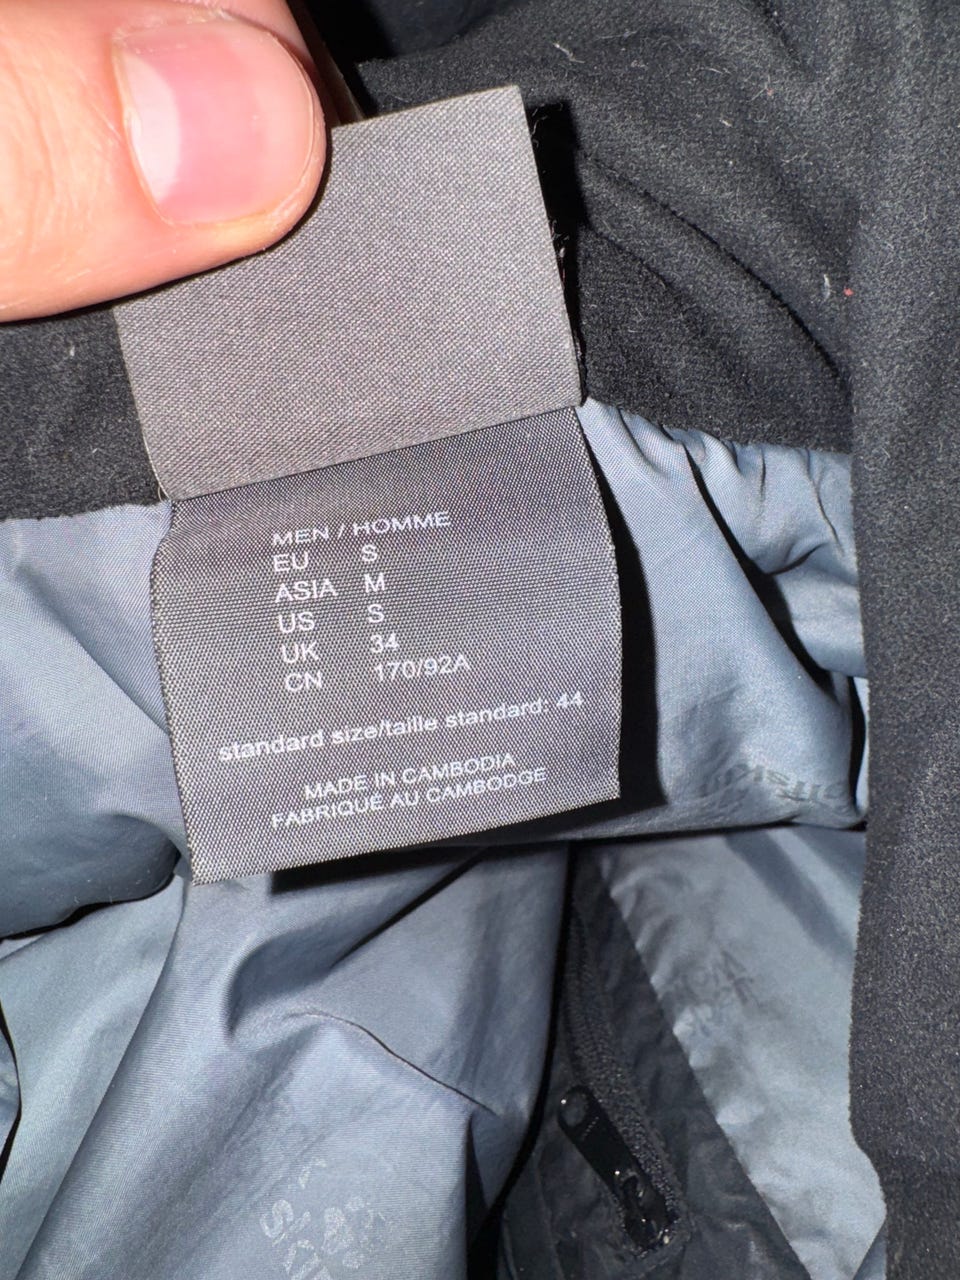 MEN / HOMME
EU S
ASIA M
US S
UK 34
CN 170/92A
standard size/taille standard: 44
MADE IN CAMBODIA
FABRIQUÉ AU CAMBODGE